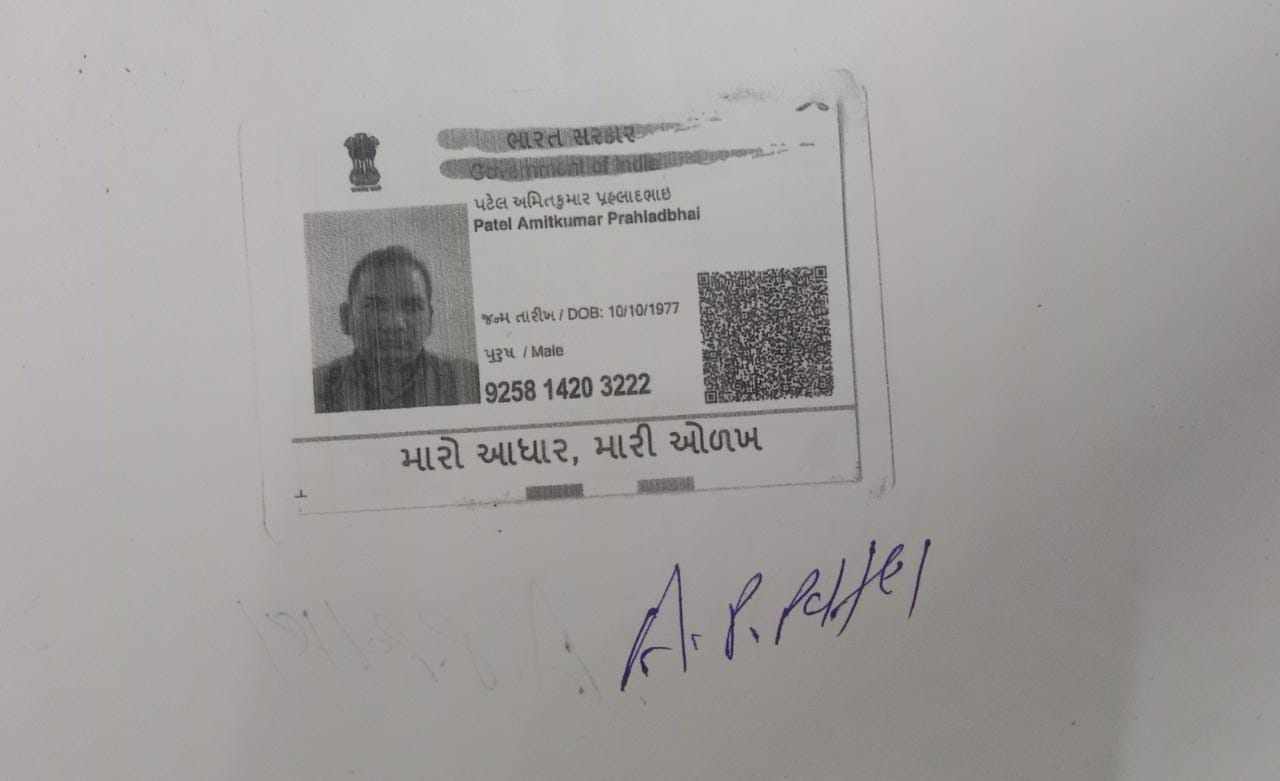 ભારત સરકાર
Government of India
પટેલ અમિતકુમાર પ્રહલાદભાઇ
Patel Amitkumar Prahladbhai
જન્મ તારીખ / DOB: 10/10/1977
પુરુષ / Male
9258 1420 3222
મારો આધાર, મારી ઓળખ
A. P. Patel